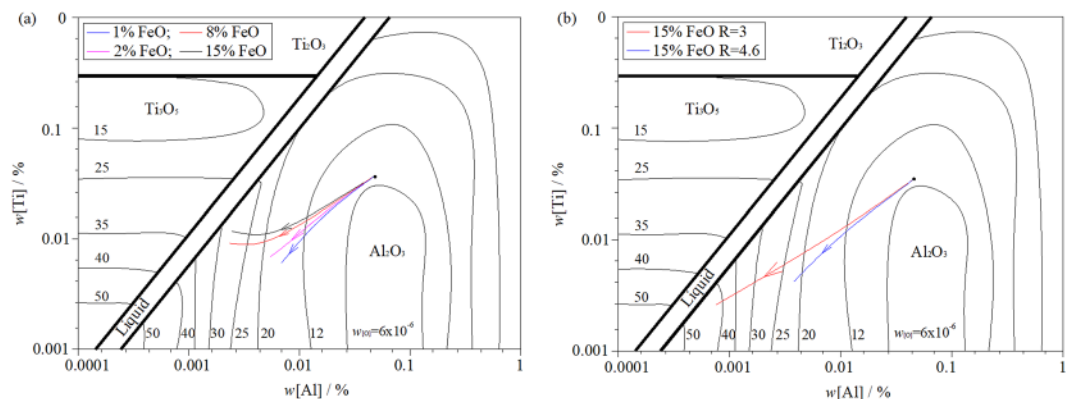 (a)
1% FeO; 8% FeO
2% FeO; 15% FeO
Ti₂O₃
Ti₃O₅
15
25
35
40
50
Liquid
50 40 30 25 20 12 w[O]=6x10⁻⁶
Al₂O₃
0
0.1
0.01
0.001
w[Ti] / %
0.0001 0.001 0.01 0.1 1
w[Al] / %
(b)
15% FeO R=3
15% FeO R=4.6
Ti₂O₃
Ti₃O₅
15
25
35
40
50
Liquid
50 40 30 25 20 12 w[O]=6x10⁻⁶
Al₂O₃
0
0.1
0.01
0.001
w[Ti] / %
0.0001 0.001 0.01 0.1 1
w[Al] / %